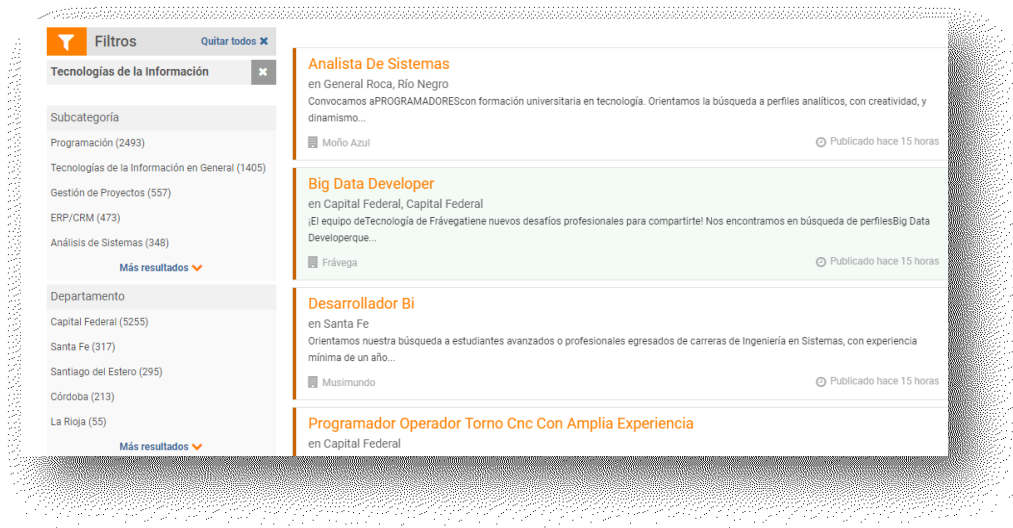 Filtros
Quitar todos ✖
Tecnologías de la Información
Subcategoría
Programación (2493)
Tecnologías de la Información en General (1405)
Gestión de Proyectos (557)
ERP/CRM (473)
Análisis de Sistemas (348)
Más resultados
Departamento
Capital Federal (5255)
Santa Fe (317)
Santiago del Estero (295)
Córdoba (213)
La Rioja (55)
Más resultados
Analista De Sistemas
en General Roca, Río Negro
Convocamos aPROGRAMADOREScon formación universitaria en tecnología. Orientamos la búsqueda a perfiles analíticos, con creatividad, y
dinamismo...
Moño Azul
Publicado hace 15 horas
Big Data Developer
en Capital Federal, Capital Federal
¡El equipo deTecnología de Frávegatiene nuevos desafíos profesionales para compartirte! Nos encontramos en búsqueda de perfilesBig Data
Developerque...
Frávega
Publicado hace 15 horas
Desarrollador Bi
en Santa Fe
Orientamos nuestra búsqueda a estudiantes avanzados o profesionales egresados de carreras de Ingeniería en Sistemas, con experiencia
mínima de un año...
Musimundo
Publicado hace 15 horas
Programador Operador Torno Cnc Con Amplia Experiencia
en Capital Federal